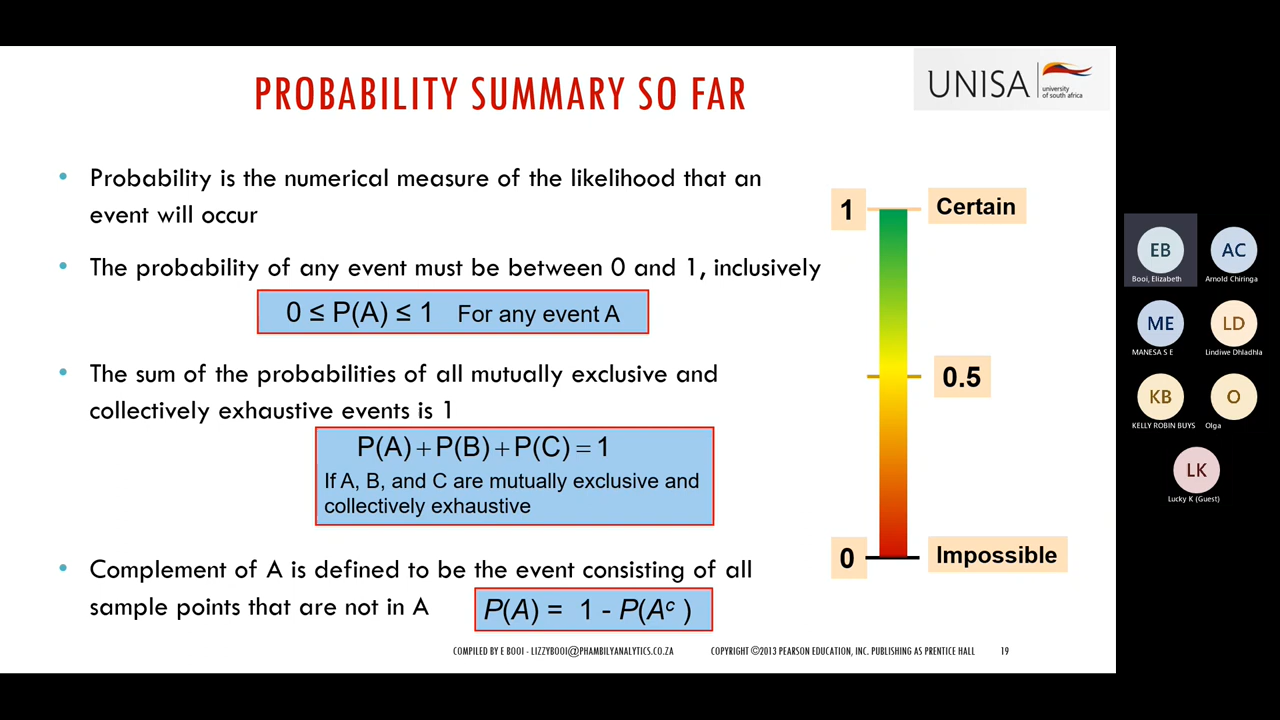 PROBABILITY SUMMARY SO FAR
UNISA
university
of south africa
• Probability is the numerical measure of the likelihood that an
event will occur
• The probability of any event must be between 0 and 1, inclusively
0 ≤ P(A) ≤ 1 For any event A
• The sum of the probabilities of all mutually exclusive and
collectively exhaustive events is 1
P(A) + P(B) + P(C) = 1
If A, B, and C are mutually exclusive and
collectively exhaustive
• Complement of A is defined to be the event consisting of all
sample points that are not in A
P(A) = 1 - P(Aᶜ )
1
Certain
0.5
0
Impossible
COMPILED BY E BOOI - LIZZYBOOI@PHAMBILYANALYTICS.CO.ZA
COPYRIGHT ©2013 PEARSON EDUCATION, INC. PUBLISHING AS PRENTICE HALL
19
EB
Booi, Elizabeth
AC
Arnold Chiringa
ME
MANESA S E
LD
Lindiwe Dhladhla
KB
KELLY ROBIN BUYS
O
Olga
LK
Lucky K (Guest)